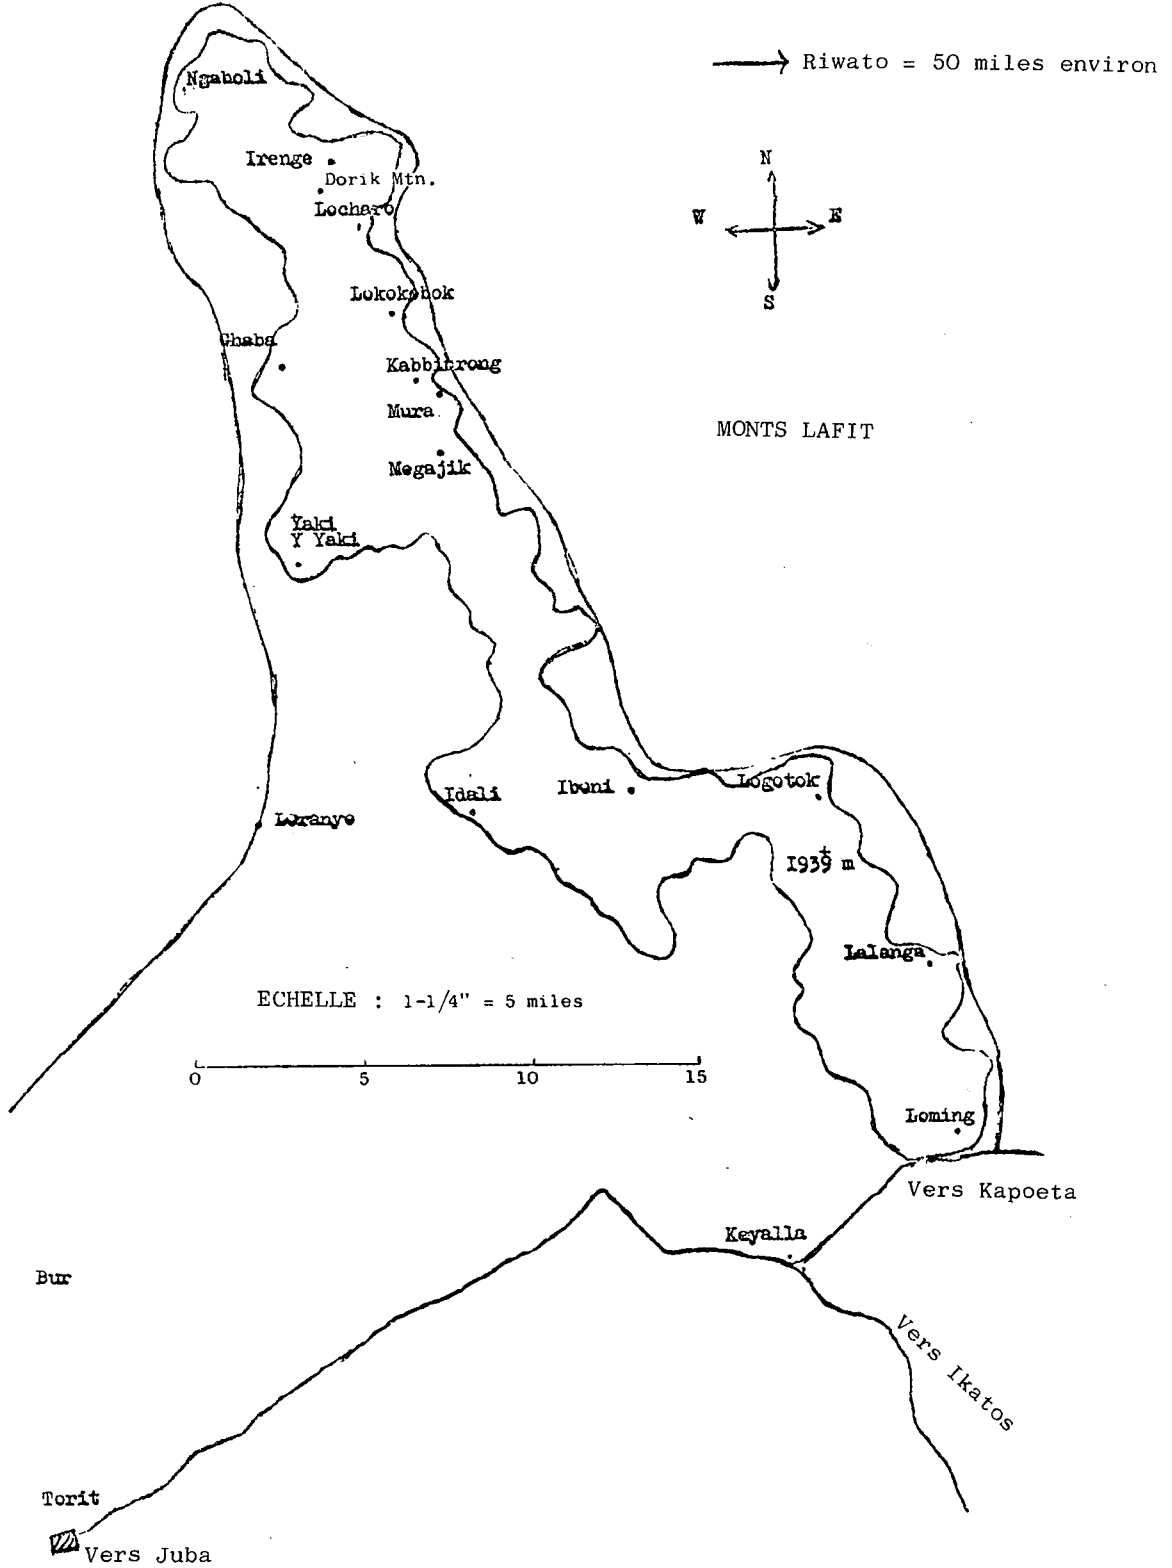 Riwato = 50 miles environ
Ngaboli
N
Irenge
Dorik Mtn.
Locharo
W
E
Lokokobok
S
Ghaba
Kabbitrong
Mura
MONTS LAFIT
Megajik
Yaki
Y Yaki
Iboni
Logotok
Idali
Loranyo
1939 m
Lalanga
ECHELLE : 1-1/4" = 5 miles
0 5 10 15
Loming
Vers Kapoeta
Keyalla
Bur
Vers Ikatos
Torit
Vers Juba